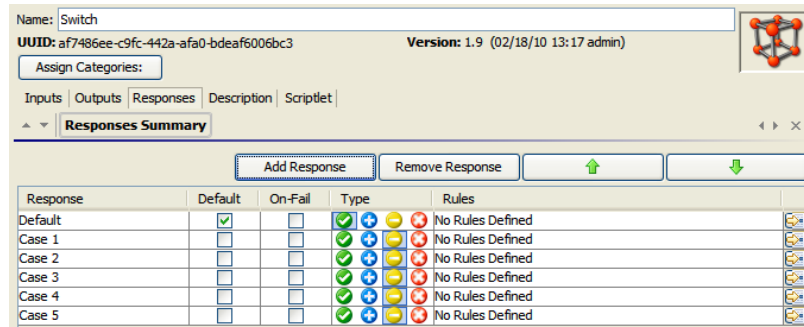 Name: Switch
UUID: af7486ee-c9fc-442a-afa0-bdeaf6006bc3 Version: 1.9 (02/18/10 13:17 admin)
Assign Categories:
Inputs Outputs Responses Description Scriptlet
Responses Summary
Add Response Remove Response
Response Default On-Fail Type Rules
Default No Rules Defined
Case 1 No Rules Defined
Case 2 No Rules Defined
Case 3 No Rules Defined
Case 4 No Rules Defined
Case 5 No Rules Defined